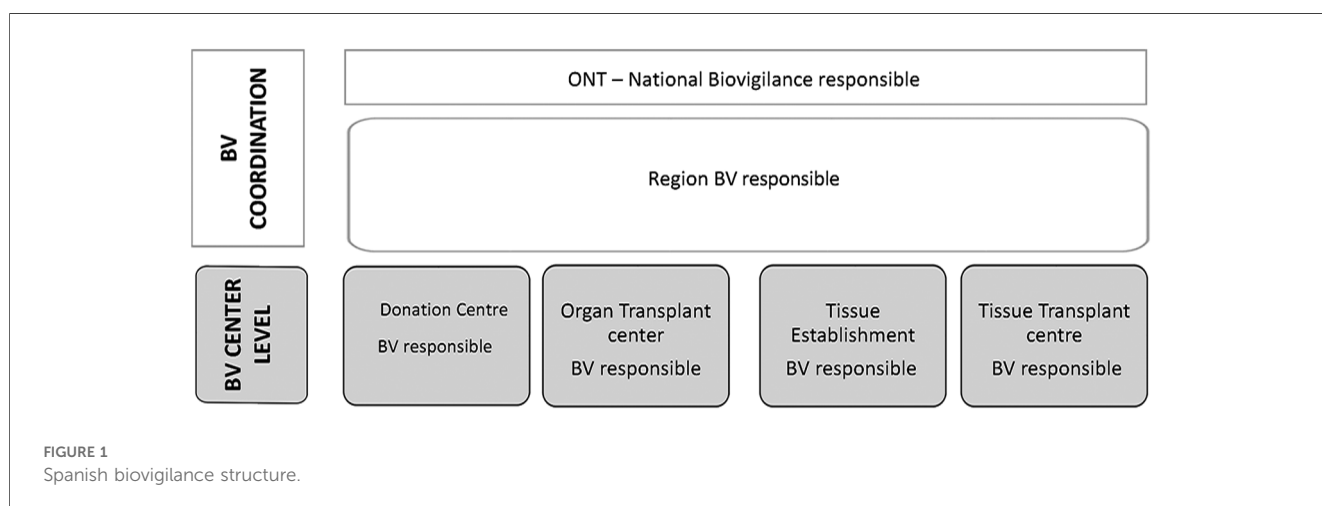 BV
COORDINATION
ONT – National Biovigilance responsible
Region BV responsible
BV CENTER
LEVEL
Donation Centre
BV responsible
Organ Transplant
center
BV responsible
Tissue
Establishment
BV responsible
Tissue Transplant
centre
BV responsible
FIGURE 1
Spanish biovigilance structure.